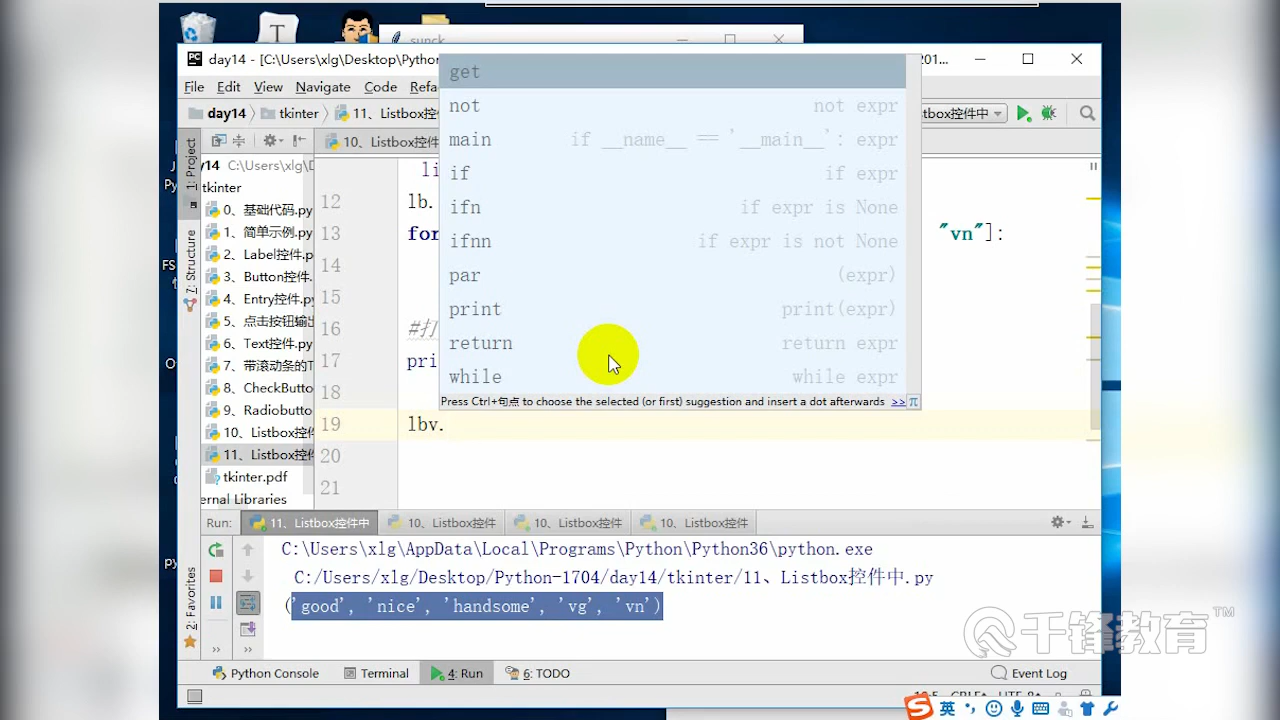 T
sunck
PC day14 - [C:\Users\xlg\Desktop\Pythor
201...
File Edit View Navigate Code Refa
day14 tkinter 11、Listbox控
tbox控件中
10、Listbox控件
1: Project
7: Structure
2: Favorites
y14 C:\Users\xlg\D
tkinter
0、基础代码.py
1、简单示例.py
2、Label控件.p
3、Button控件.
4、Entry控件.py
5、点击按钮输出
6、Text控件.py
7、带滚动条的T
8、CheckButto
9、Radiobutto
10、Listbox控件
11、Listbox控件
tkinter.pdf
ernal Libraries
li
12 lb.
13 for "vn"]:
14
15
16 #打
17 pri
18
19 lbv.
20
21
get
not not expr
main if __name__ == '__main__': expr
if if expr
ifn if expr is None
ifnn if expr is not None
par (expr)
print print(expr)
return return expr
while while expr
Press Ctrl+句点 to choose the selected (or first) suggestion and insert a dot afterwards >> π
Run: 11、Listbox控件中 10、Listbox控件 10、Listbox控件 10、Listbox控件
C:\Users\xlg\AppData\Local\Programs\Python\Python36\python.exe
C:/Users/xlg/Desktop/Python-1704/day14/tkinter/11、Listbox控件中.py
('good', 'nice', 'handsome', 'vg', 'vn')
千锋教育™
Python Console Terminal 4: Run 6: TODO Event Log
S 英